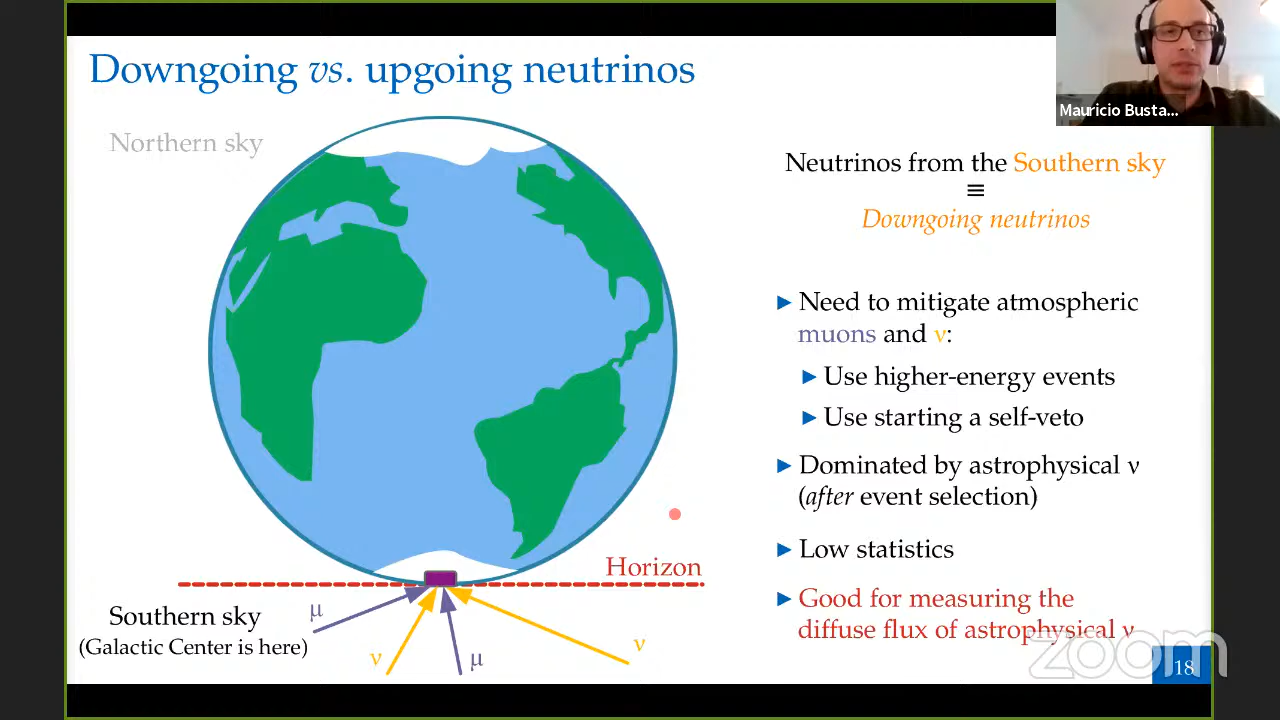 Downgoing vs. upgoing neutrinos
Mauricio Busta...
Northern sky
Neutrinos from the Southern sky
≡
Downgoing neutrinos
► Need to mitigate atmospheric
muons and ν:
► Use higher-energy events
► Use starting a self-veto
► Dominated by astrophysical ν
(after event selection)
► Low statistics
► Good for measuring the
diffuse flux of astrophysical ν
Horizon
Southern sky
(Galactic Center is here)
μ
ν
μ
ν
zoom
18